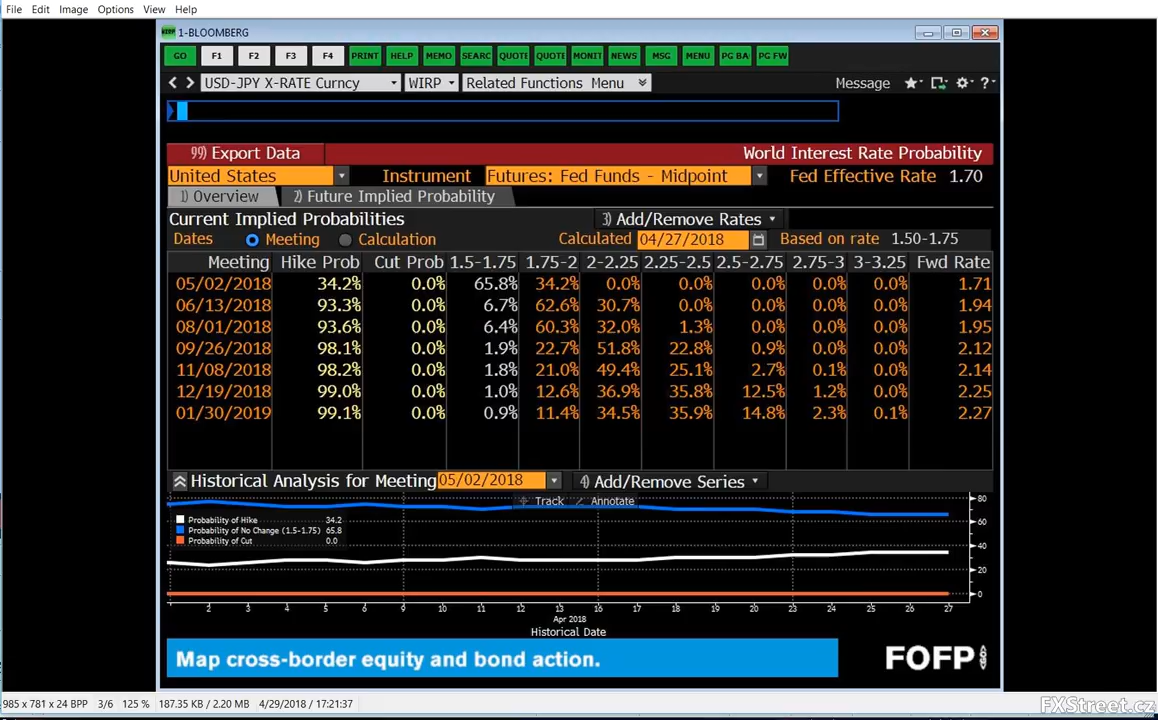 File Edit Image Options View Help
1-BLOOMBERG
GO F1 F2 F3 F4 PRINT HELP MEMO SEARC QUOTE QUOTE MONIT NEWS MSG MENU PG BA PG FW
USD-JPY X-RATE Curncy WIRP Related Functions Menu Message ?
99) Export Data World Interest Rate Probability
United States Instrument Futures: Fed Funds - Midpoint Fed Effective Rate 1.70
1) Overview 2) Future Implied Probability
Current Implied Probabilities 3) Add/Remove Rates
Dates Meeting Calculation Calculated 04/27/2018 Based on rate 1.50-1.75
Meeting Hike Prob Cut Prob 1.5-1.75 1.75-2 2-2.25 2.25-2.5 2.5-2.75 2.75-3 3-3.25 Fwd Rate
05/02/2018 34.2% 0.0% 65.8% 34.2% 0.0% 0.0% 0.0% 0.0% 0.0% 1.71
06/13/2018 93.3% 0.0% 6.7% 62.6% 30.7% 0.0% 0.0% 0.0% 0.0% 1.94
08/01/2018 93.6% 0.0% 6.4% 60.3% 32.0% 1.3% 0.0% 0.0% 0.0% 1.95
09/26/2018 98.1% 0.0% 1.9% 22.7% 51.8% 22.8% 0.9% 0.0% 0.0% 2.12
11/08/2018 98.2% 0.0% 1.8% 21.0% 49.4% 25.1% 2.7% 0.1% 0.0% 2.14
12/19/2018 99.0% 0.0% 1.0% 12.6% 36.9% 35.8% 12.5% 1.2% 0.0% 2.25
01/30/2019 99.1% 0.0% 0.9% 11.4% 34.5% 35.9% 14.8% 2.3% 0.1% 2.27
Historical Analysis for Meeting 05/02/2018 4) Add/Remove Series
Track Annotate
80
60
40
20
0
Probability of Hike 34.2
Probability of No Change (1.5-1.75) 65.8
Probability of Cut 0.0
2 3 4 5 6 9 10 11 12 13 16 17 18 19 20 23 24 25 26 27
Apr 2018
Historical Date
Map cross-border equity and bond action. FOFP
985 x 781 x 24 BPP 3/6 125 % 187.35 KB / 2.20 MB 4/29/2018 / 17:21:37
FXStreet.cz